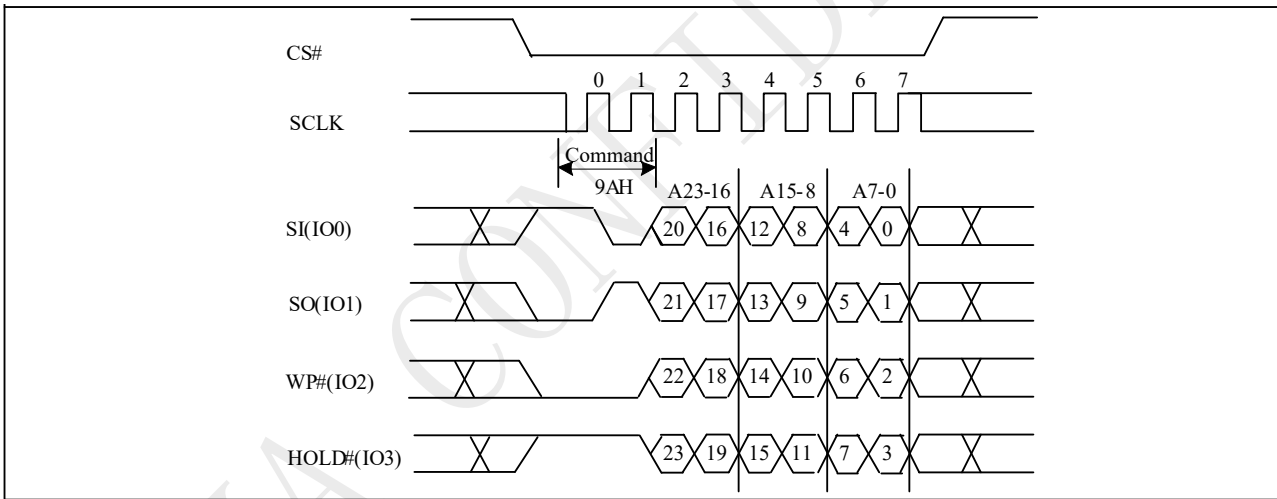 CS#
0 1 2 3 4 5 6 7
SCLK
Command
9AH
A23-16 A15-8 A7-0
SI(IO0) 20 16 12 8 4 0
SO(IO1) 21 17 13 9 5 1
WP#(IO2) 22 18 14 10 6 2
HOLD#(IO3) 23 19 15 11 7 3